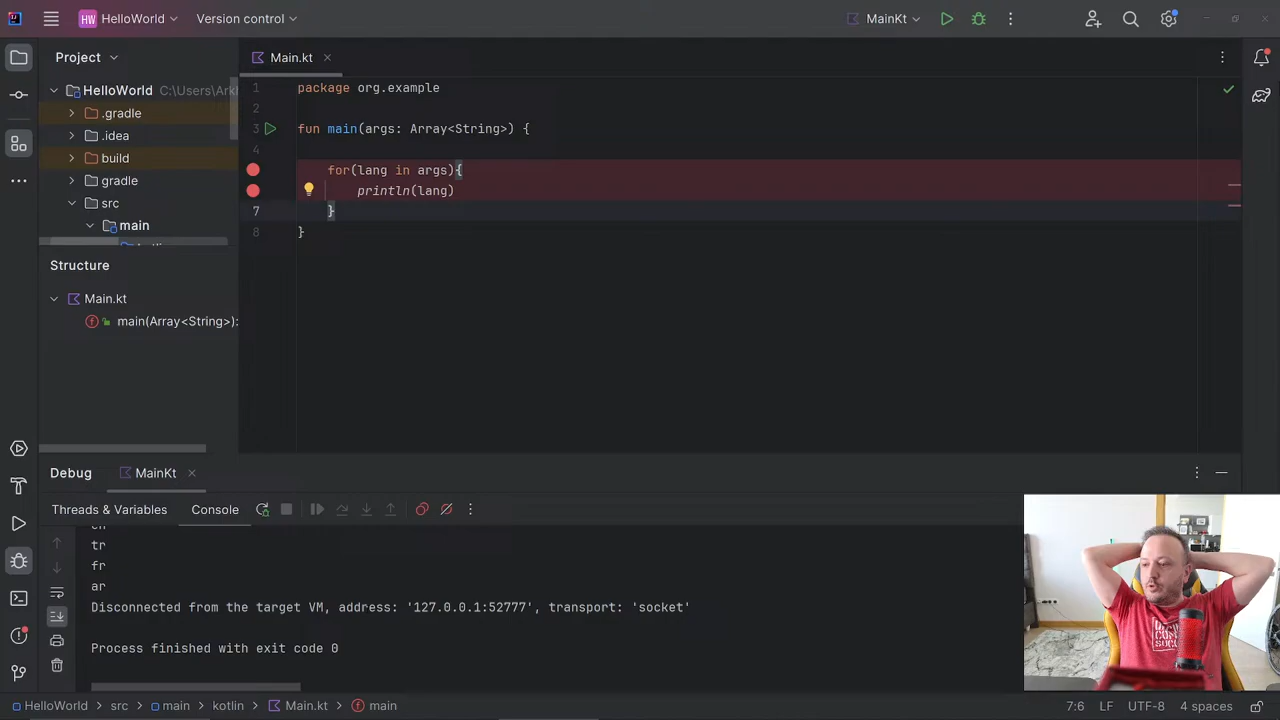 HW HelloWorld Version control MainKt
Project Main.kt
HelloWorld C:\Users\Ark
.gradle
.idea
build
gradle
src
main
1 package org.example
2
3 fun main(args: Array<String>) {
4
for(lang in args){
println(lang)
7 }
8 }
Structure
Main.kt
main(Array<String>):
Debug MainKt
Threads & Variables Console
tr
fr
ar
Disconnected from the target VM, address: '127.0.0.1:52777', transport: 'socket'
Process finished with exit code 0
HelloWorld src main kotlin Main.kt main 7:6 LF UTF-8 4 spaces